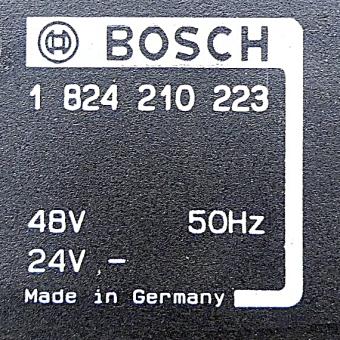 BOSCH
1 824 210 223
48V 50Hz
24V -
Made in Germany